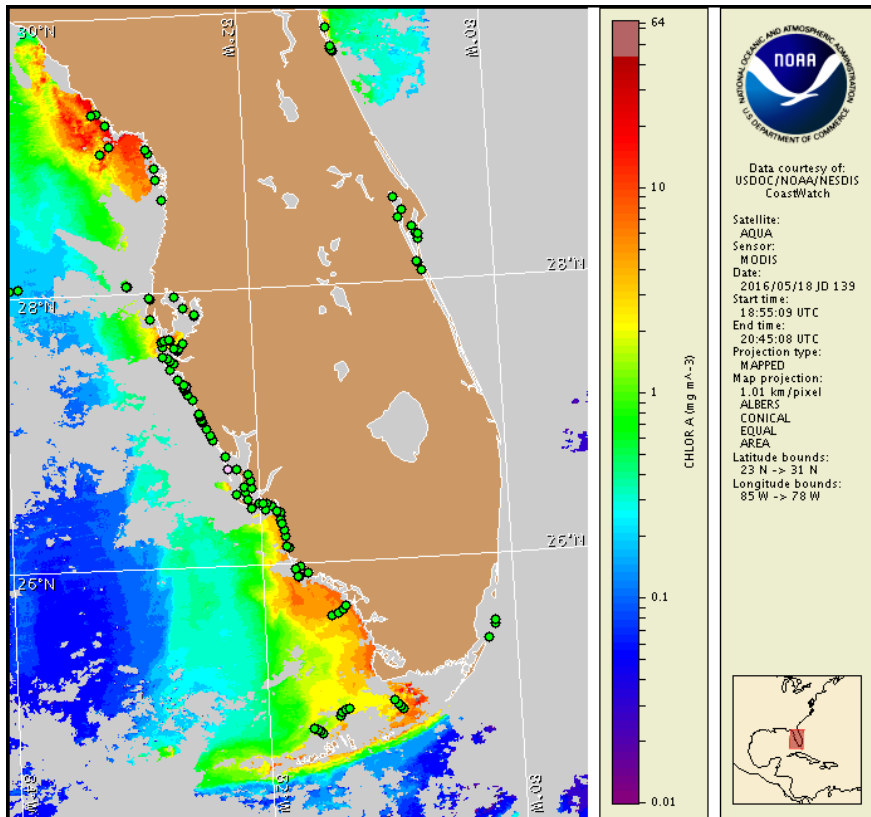 30°N
82°W
80°W
28°N
28°N
26°N
26°N
84°W
82°W
80°W
64
10
1
0.1
0.01
CHLOR A (mg m^-3)
NATIONAL OCEANIC AND ATMOSPHERIC ADMINISTRATION
NOAA
U.S. DEPARTMENT OF COMMERCE
Data courtesy of:
USDOC/NOAA/NESDIS
CoastWatch
Satellite:
AQUA
Sensor:
MODIS
Date:
2016/05/18 JD 139
Start time:
18:55:09 UTC
End time:
20:45:08 UTC
Projection type:
MAPPED
Map projection:
1.01 km/pixel
ALBERS
CONICAL
EQUAL
AREA
Latitude bounds:
23 N -> 31 N
Longitude bounds:
85 W -> 78 W